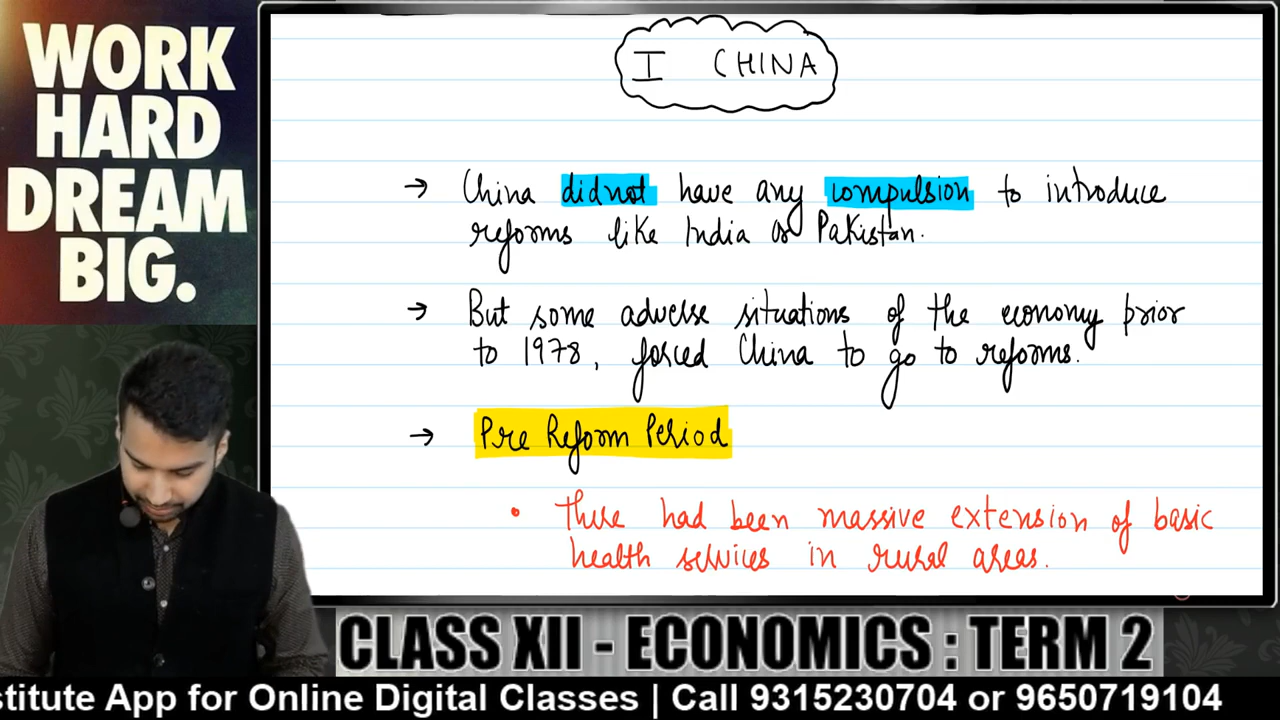 WORK
HARD
DREAM
BIG.
I CHINA
→ China didnot have any compulsion to introduce
reforms like India or Pakistan.
→ But some adverse situations of the economy prior
to 1978, forced China to go to reforms.
→ Pre Reform Period
• There had been massive extension of basic
health services in rural areas.
CLASS XII - ECONOMICS : TERM 2
stitute App for Online Digital Classes | Call 9315230704 or 9650719104